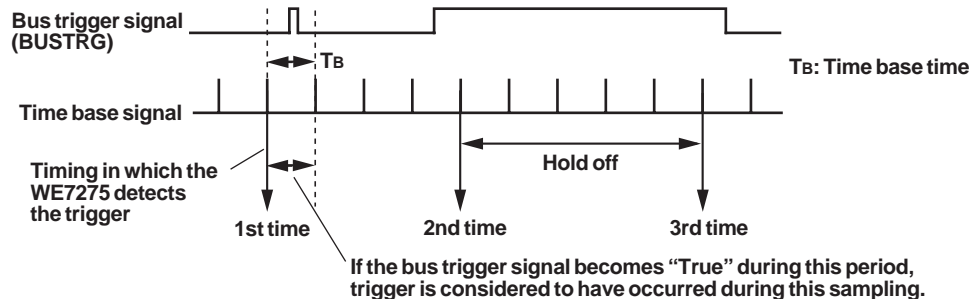 Bus trigger signal
(BUSTRG)
TB
TB: Time base time
Time base signal
Timing in which the
WE7275 detects
the trigger
Hold off
1st time
2nd time
3rd time
If the bus trigger signal becomes “True” during this period,
trigger is considered to have occurred during this sampling.